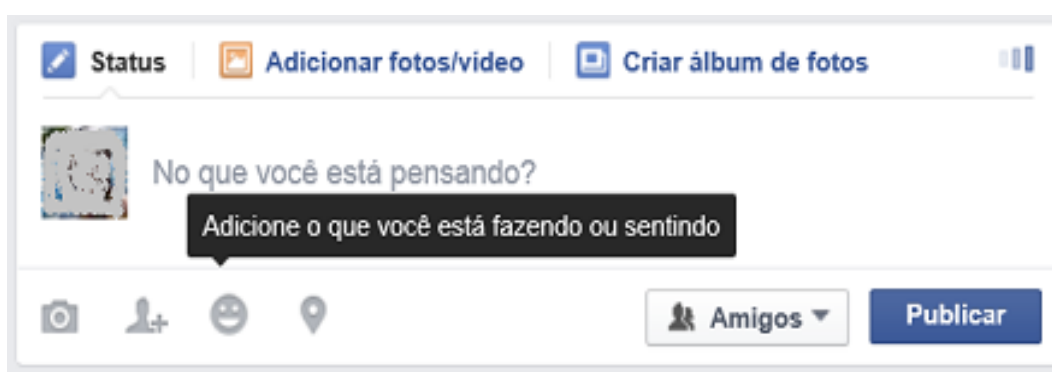 Status Adicionar fotos/vídeo Criar álbum de fotos
No que você está pensando?
Adicione o que você está fazendo ou sentindo
Amigos Publicar